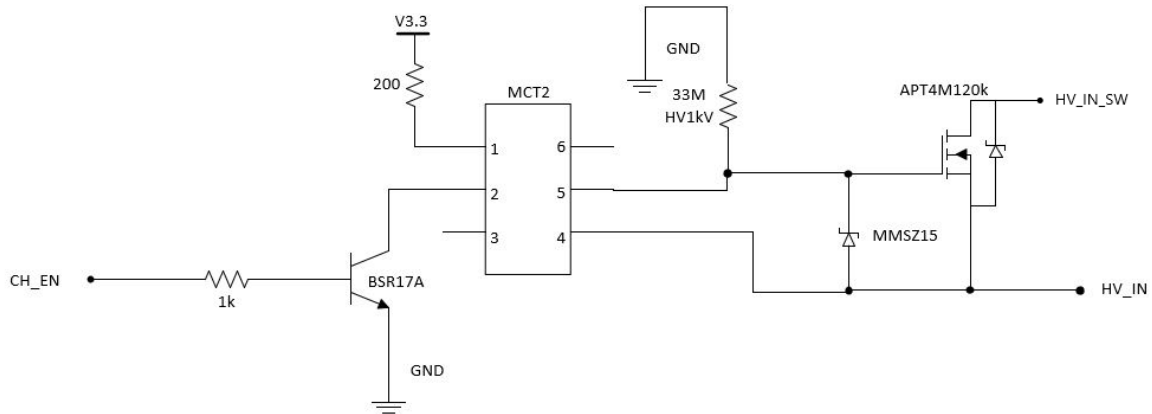 V3.3
200
GND
MCT2
33M
HV1kV
APT4M120k
HV_IN_SW
1
6
2
5
3
4
MMSZ15
CH_EN
1k
BSR17A
HV_IN
GND